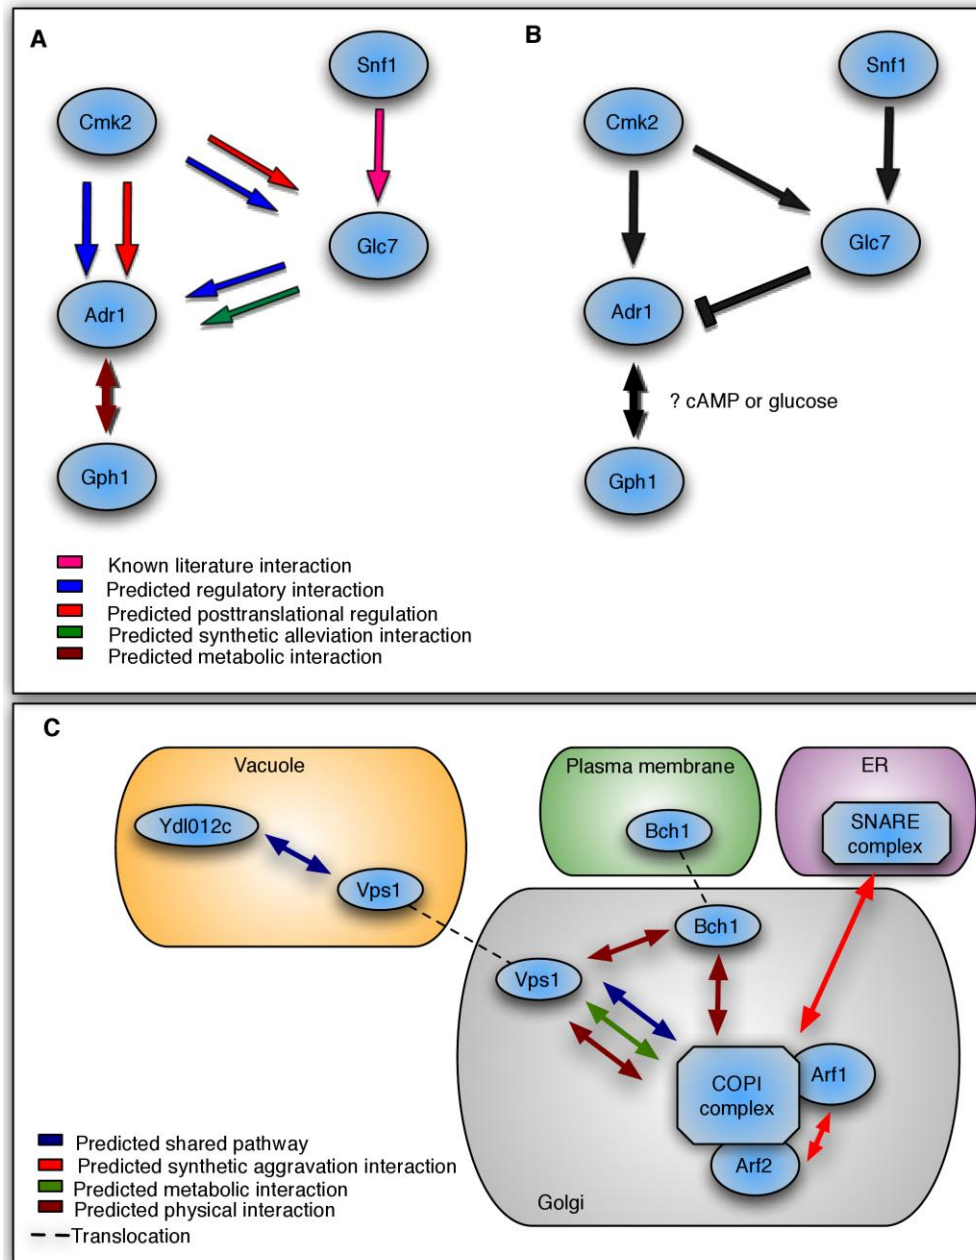 A
Snf1
Cmk2
Glc7
Adr1
Gph1
Known literature interaction
Predicted regulatory interaction
Predicted posttranslational regulation
Predicted synthetic alleviation interaction
Predicted metabolic interaction
B
Snf1
Cmk2
Glc7
Adr1
? cAMP or glucose
Gph1
C
Vacuole
Ydl012c
Vps1
Plasma membrane
Bch1
ER
SNARE
complex
Bch1
Vps1
COPI
complex
Arf1
Arf2
Golgi
Predicted shared pathway
Predicted synthetic aggravation interaction
Predicted metabolic interaction
Predicted physical interaction
Translocation